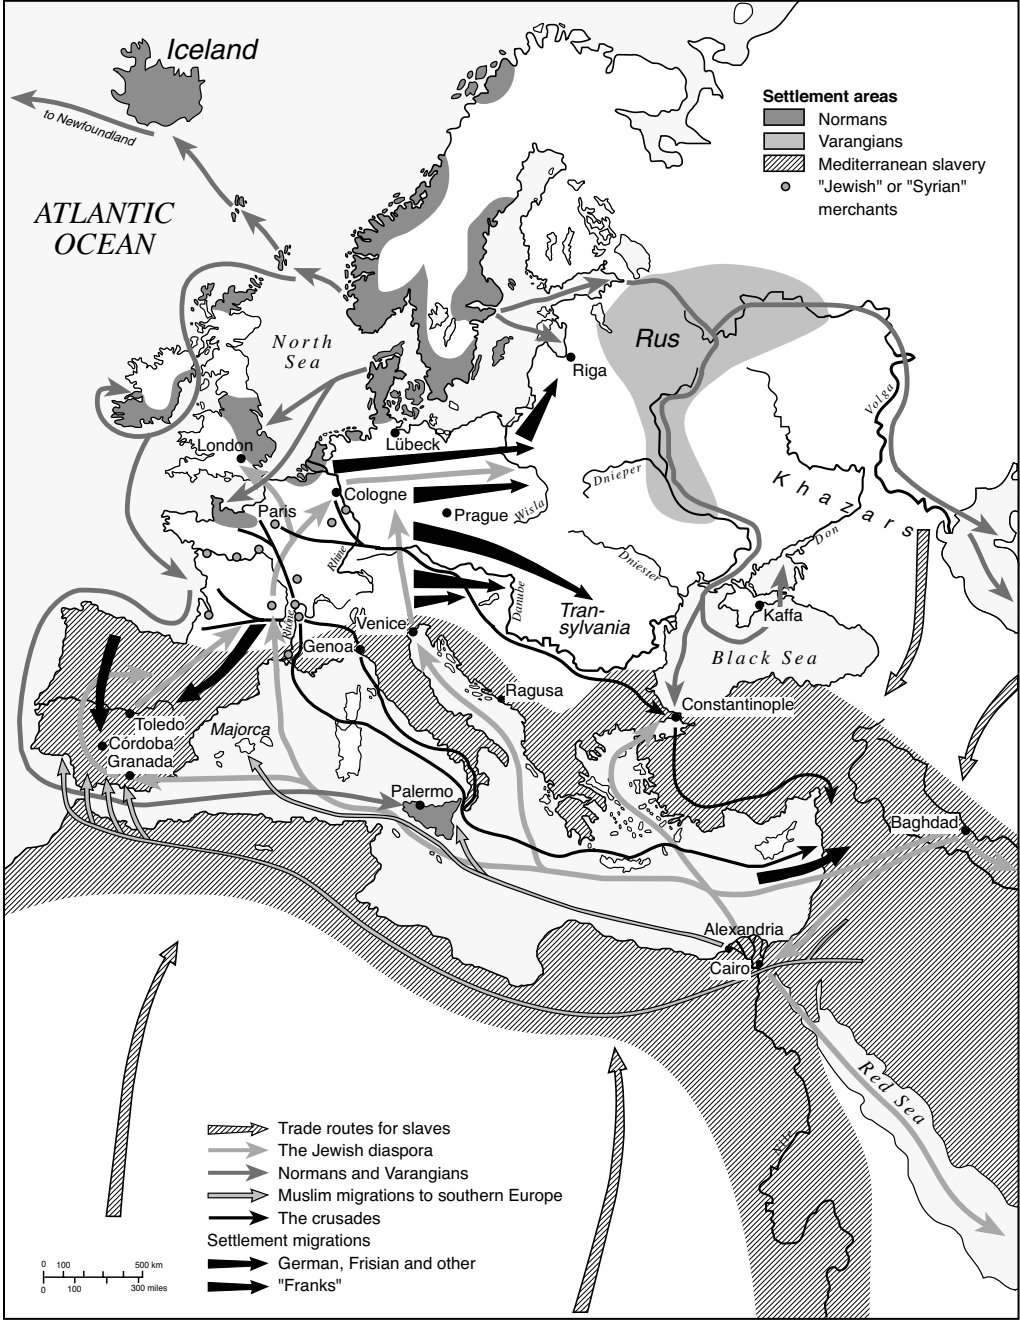 Iceland
to Newfoundland
ATLANTIC
OCEAN
Settlement areas
Normans
Varangians
Mediterranean slavery
"Jewish" or "Syrian"
merchants
North
Sea
Rus
Riga
Volga
London
Lübeck
Khazars
Cologne
Dnieper
Paris
Prague
Wisla
Don
Rhine
Dniester
Danube
Tran-
sylvania
Kaffa
Rhône
Venice
Genoa
Black Sea
Ragusa
Constantinople
Toledo
Majorca
Córdoba
Granada
Palermo
Baghdad
Alexandria
Cairo
Red Sea
Nile
Trade routes for slaves
The Jewish diaspora
Normans and Varangians
Muslim migrations to southern Europe
The crusades
Settlement migrations
German, Frisian and other
"Franks"
0 100 500 km
0 100 300 miles